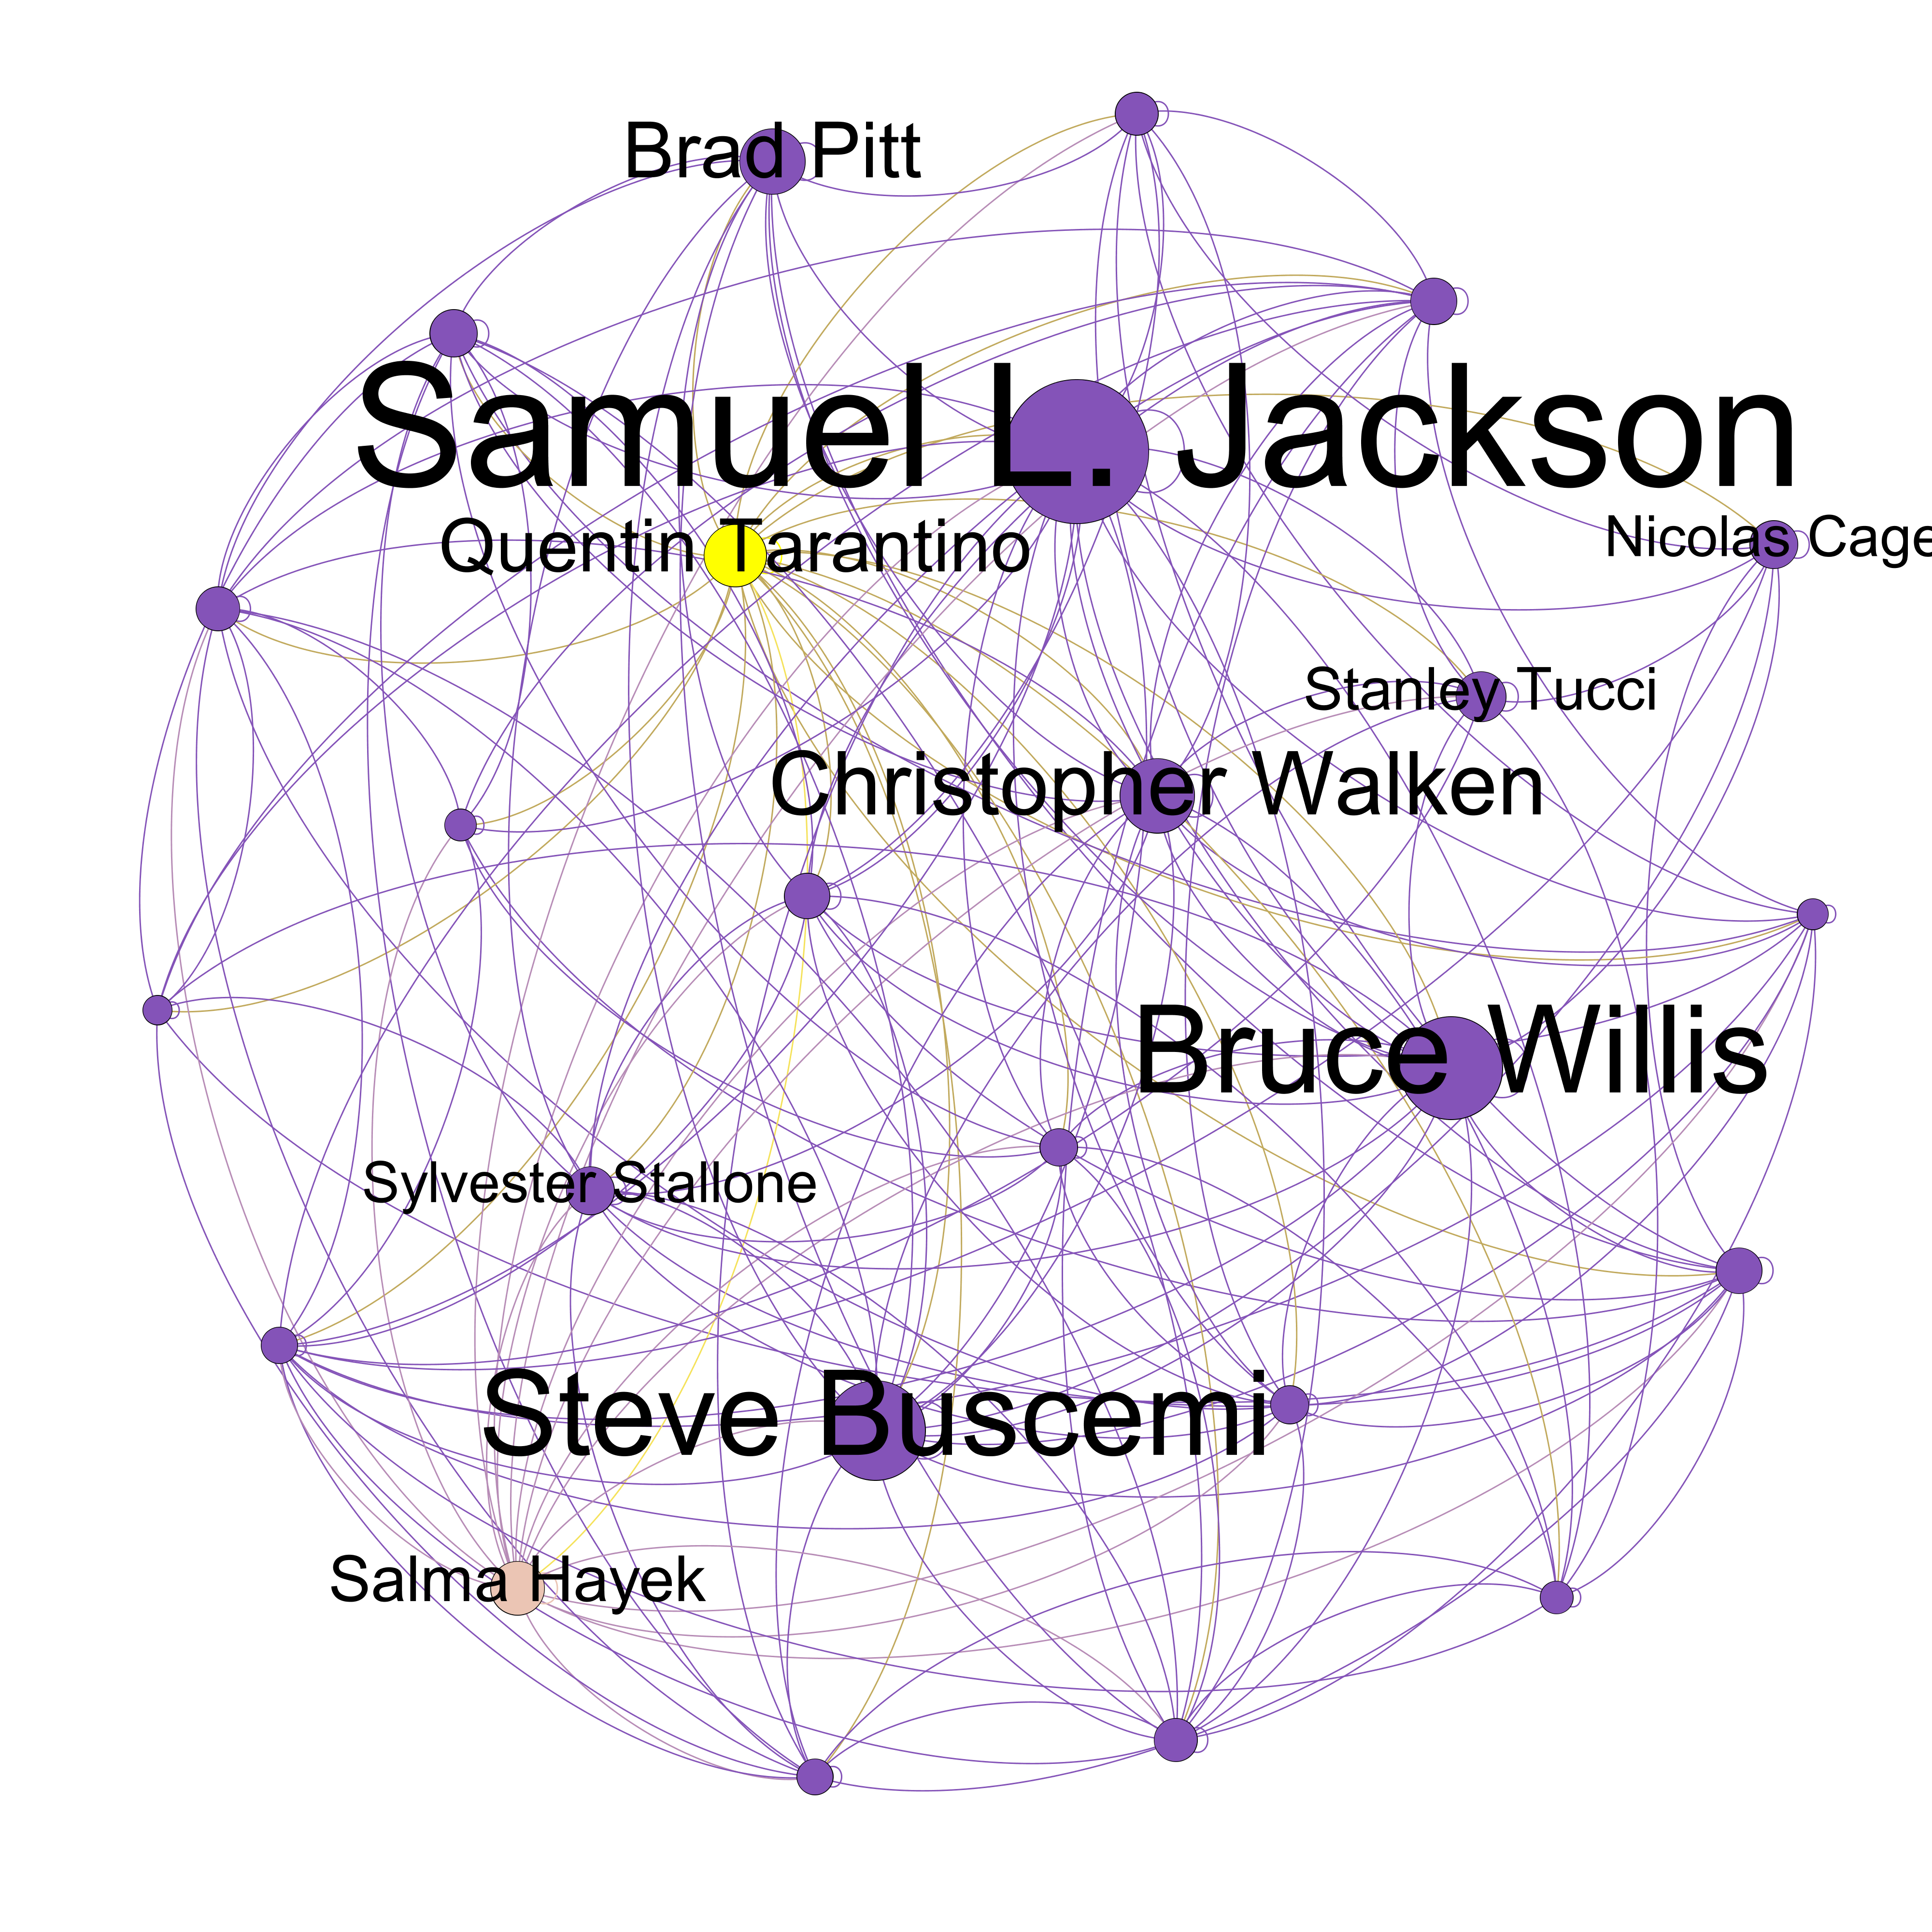 Brad Pitt
Samuel L. Jackson
Quentin Tarantino
Nicolas Cage
Stanley Tucci
Christopher Walken
Bruce Willis
Sylvester Stallone
Steve Buscemi
Salma Hayek